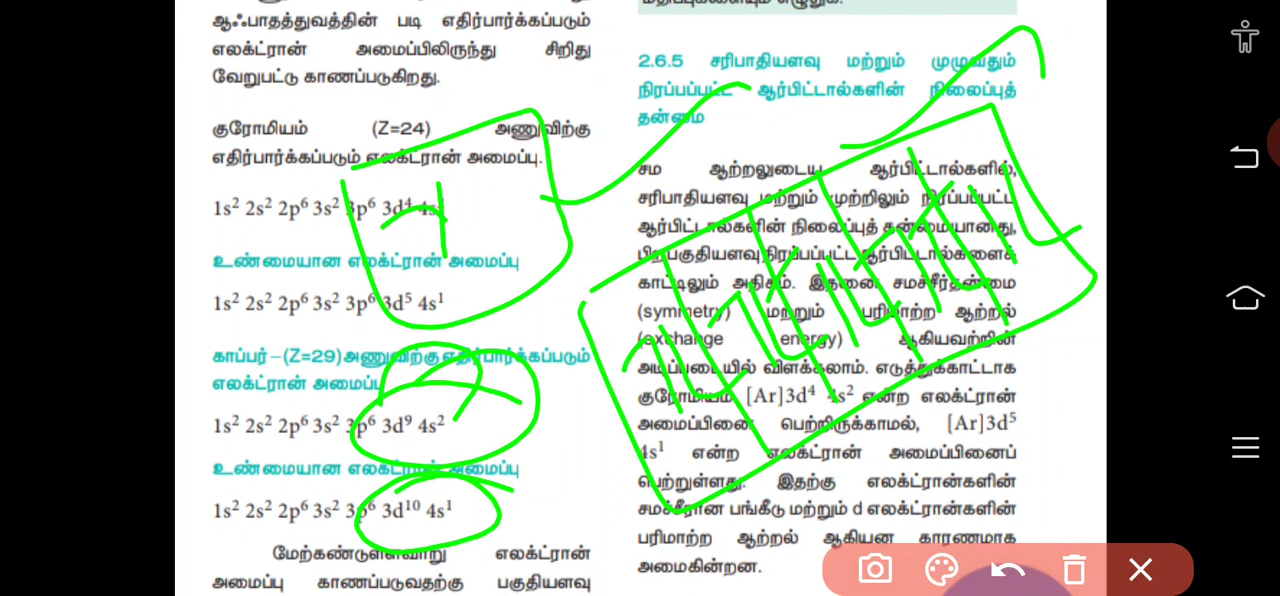 ஆஃபாதத்துவத்தின் படி எதிர்பார்க்கப்படும்
எலக்ட்ரான் அமைப்பிலிருந்து சிறிது
வேறுபட்டு காணப்படுகிறது.
குரோமியம் (Z=24) அணுவிற்கு
எதிர்பார்க்கப்படும் எலக்ட்ரான் அமைப்பு.
1s² 2s² 2p⁶ 3s² 3p⁶ 3d⁴ 4s²
உண்மையான எலக்ட்ரான் அமைப்பு
1s² 2s² 2p⁶ 3s² 3p⁶ 3d⁵ 4s¹
காப்பர் – (Z=29) அணுவிற்கு எதிர்பார்க்கப்படும்
எலக்ட்ரான் அமைப்பு
1s² 2s² 2p⁶ 3s² 3p⁶ 3d⁹ 4s²
உண்மையான எலக்ட்ரான் அமைப்பு
1s² 2s² 2p⁶ 3s² 3p⁶ 3d¹⁰ 4s¹
மேற்கண்டுள்ளவாறு எலக்ட்ரான்
அமைப்பு காணப்படுவதற்கு பகுதியளவு
2.6.5 சரிபாதியளவு மற்றும் முழுவதும்
நிரப்பப்பட்ட ஆர்பிட்டால்களின் நிலைப்புத்
தன்மை
சம ஆற்றலுடைய ஆர்பிட்டால்களில்,
சரிபாதியளவு மற்றும் முற்றிலும் நிரப்பப்பட்ட
ஆர்பிட்டால்களின் நிலைப்புத் தன்மையானது,
பிறபகுதியளவு நிரப்பப்பட்ட ஆர்பிட்டால்களைக்
காட்டிலும் அதிகம். இதனை சமச்சீர்தன்மை
(symmetry) மற்றும் பரிமாற்ற ஆற்றல்
(exchange energy) ஆகியவற்றின்
அடிப்படையில் விளக்கலாம். எடுத்துக்காட்டாக
குரோமியம் [Ar]3d⁴ 4s² என்ற எலக்ட்ரான்
அமைப்பினை பெற்றிருக்காமல், [Ar]3d⁵
4s¹ என்ற எலக்ட்ரான் அமைப்பினைப்
பெற்றுள்ளது. இதற்கு எலக்ட்ரான்களின்
சமச்சீரான பங்கீடு மற்றும் d எலக்ட்ரான்களின்
பரிமாற்ற ஆற்றல் ஆகியன காரணமாக
அமைகின்றன.